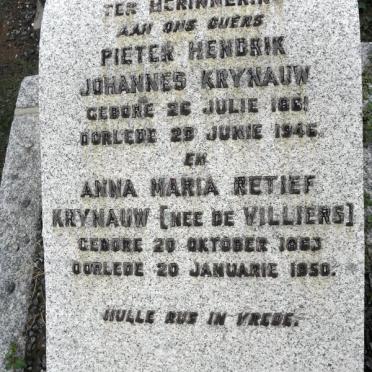 TER HERINNERING
AAN ONS OUERS
PIETER HENDRIK
JOHANNES KRYNAUW
GEBORE 26 JULIE 1861
OORLEDE 29 JUNIE 1946.
EN
ANNA MARIA RETIEF
KRYNAUW [NEE DE VILLIERS]
GEBORE 20 OKTOBER 1863
OORLEDE 20 JANUARIE 1950.
HULLE RUS IN VREDE.